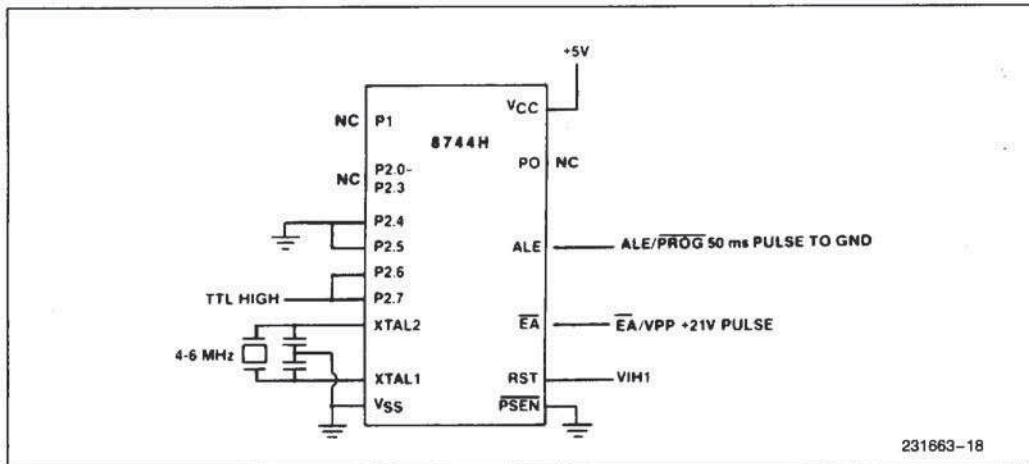 +5V
VCC
NC P1
8744H
PO NC
NC P2.0-
P2.3
P2.4
P2.5
ALE
ALE/PROG 50 ms PULSE TO GND
P2.6
TTL HIGH
P2.7
XTAL2
EA
EA/VPP +21V PULSE
4-6 MHz
XTAL1
RST
VIH1
VSS
PSEN
231663-18